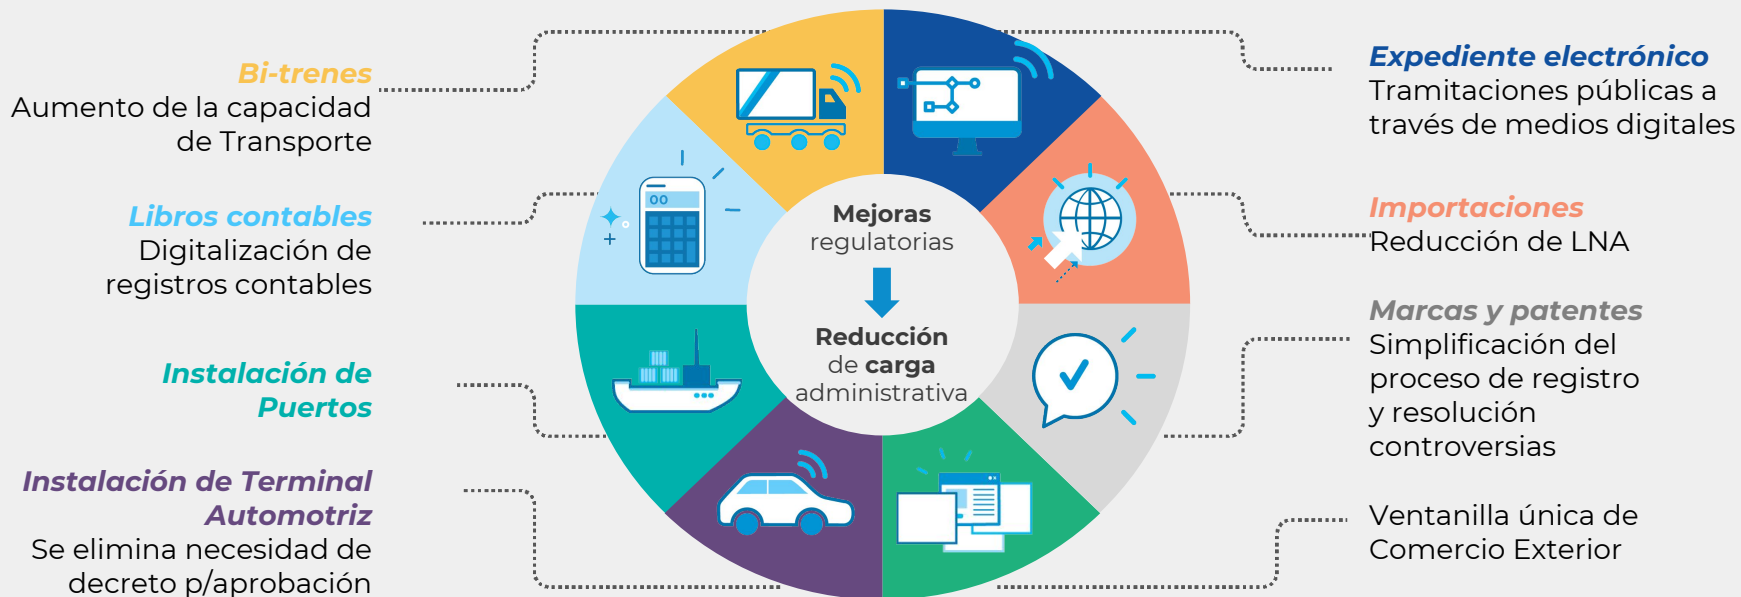 Bi-trenes
Aumento de la capacidad
de Transporte
Libros contables
Digitalización de
registros contables
Instalación de
Puertos
Instalación de Terminal
Automotriz
Se elimina necesidad de
decreto p/aprobación
00
Mejoras
regulatorias
Reducción
de carga
administrativa
Expediente electrónico
Tramitaciones públicas a
través de medios digitales
Importaciones
Reducción de LNA
Marcas y patentes
Simplificación del
proceso de registro
y resolución
controversias
Ventanilla única de
Comercio Exterior